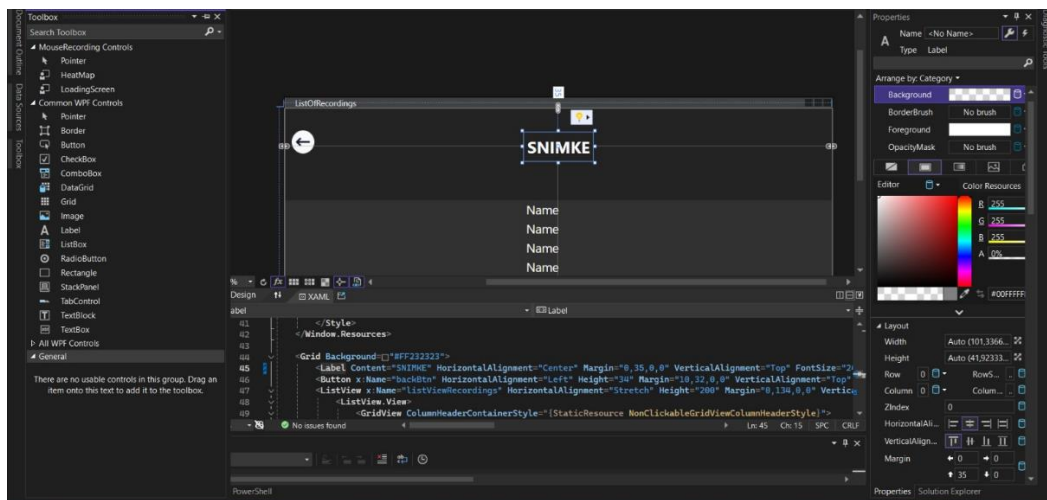 Document Outline
Data Sources
Toolbox
Toolbox
Search Toolbox
MouseRecording Controls
Pointer
HeatMap
LoadingScreen
Common WPF Controls
Pointer
Border
Button
CheckBox
ComboBox
DataGrid
Grid
Image
Label
ListBox
RadioButton
Rectangle
StackPanel
TabControl
TextBlock
TextBox
All WPF Controls
General
There are no usable controls in this group. Drag an
item onto this text to add it to the toolbox.
ListOfRecordings
35
SNIMKE
Name
Name
Name
Name
%
fx
Design
XAML
abel
Label
41 </Style>
42 </Window.Resources>
43
44 <Grid Background="#FF232323">
45 <Label Content="SNIMKE" HorizontalAlignment="Center" Margin="0,35,0,0" VerticalAlignment="Top" FontSize="24
46 <Button x:Name="backBtn" HorizontalAlignment="Left" Height="34" Margin="10,32,0,0" VerticalAlignment="Top"
47 <ListView x:Name="listViewRecordings" HorizontalAlignment="Stretch" Height="200" Margin="0,134,0,0" Vertica
48 <ListView.View>
49 <GridView ColumnHeaderContainerStyle="{StaticResource NonClickableGridViewColumnHeaderStyle}">
No issues found
Ln: 45 Ch: 15 SPC CRLF
PowerShell
Properties
Name <No Name>
Type Label
Arrange by: Category
Background
BorderBrush No brush
Foreground
OpacityMask No brush
Editor Color Resources
R 255
G 255
B 255
A 0%
#00FFFFF
Layout
Width Auto (101,3366...
Height Auto (41,92333...
Row 0 RowS...
Column 0 Colum...
ZIndex 0
HorizontalAli...
VerticalAlign...
Margin 0 0
35 0
Properties Solution Explorer
Diagnostic Tools